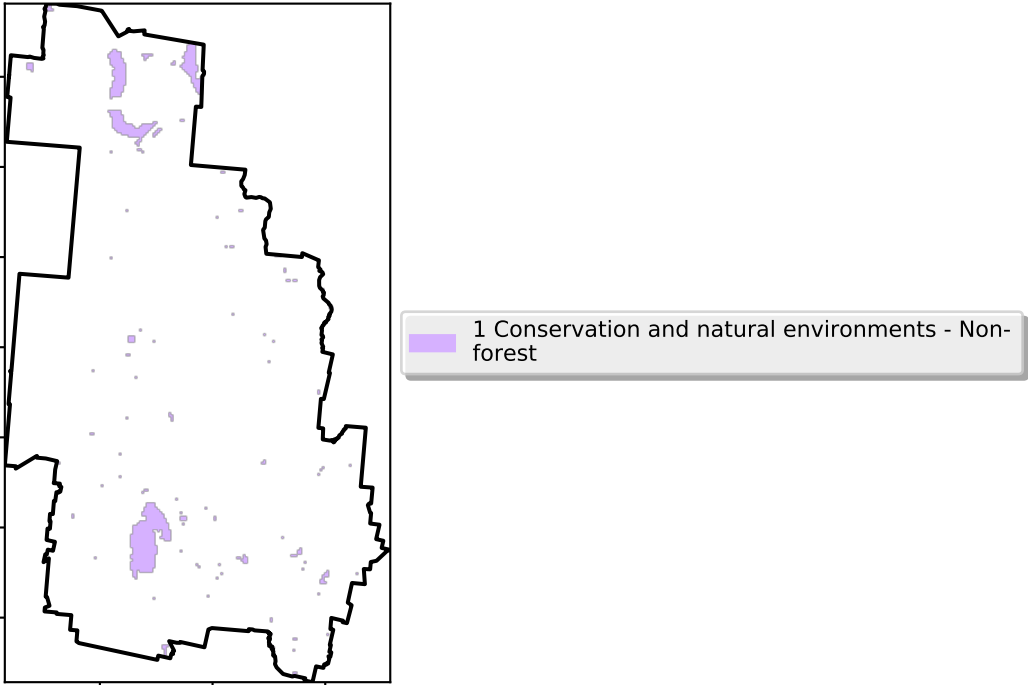 1 Conservation and natural environments - Non-
forest